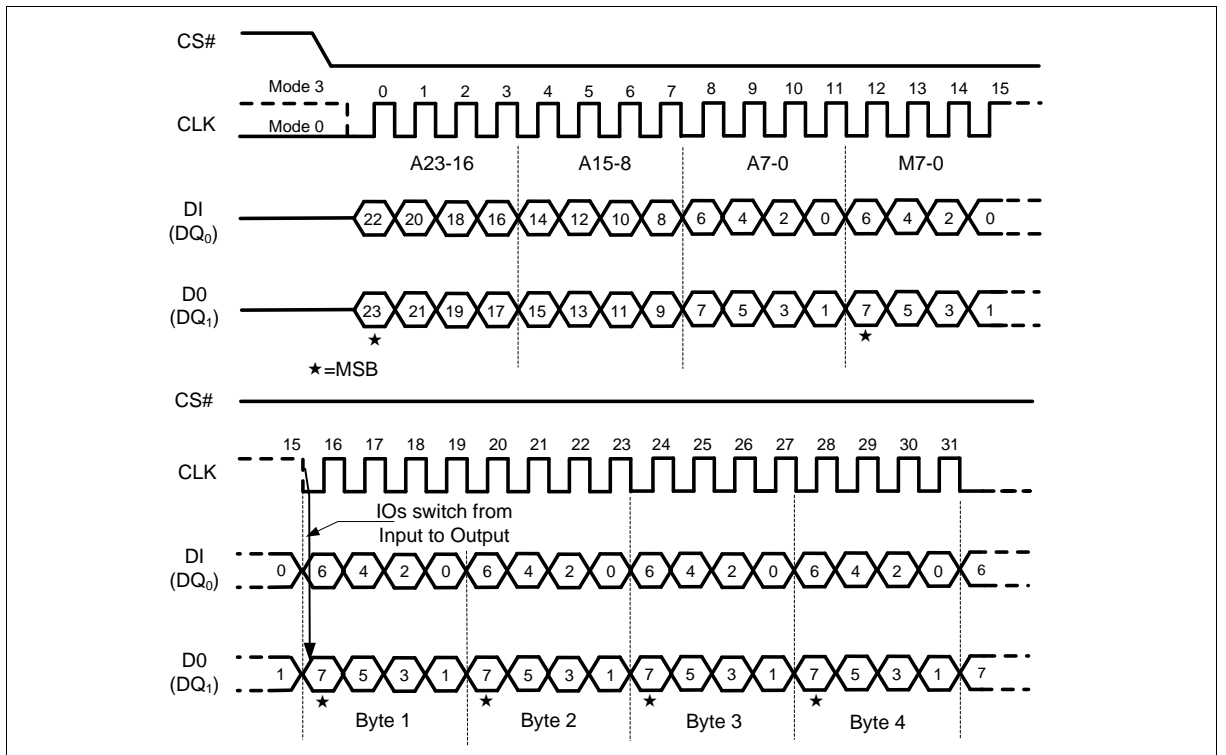 CS#
Mode 3
0 1 2 3 4 5 6 7 8 9 10 11 12 13 14 15
CLK
Mode 0
A23-16 A15-8 A7-0 M7-0
DI
(DQ₀)
22 20 18 16 14 12 10 8 6 4 2 0 6 4 2 0
D0
(DQ₁)
23 21 19 17 15 13 11 9 7 5 3 1 7 5 3 1
★ ★
★=MSB
CS#
15 16 17 18 19 20 21 22 23 24 25 26 27 28 29 30 31
CLK
IOs switch from
Input to Output
DI
(DQ₀)
0 6 4 2 0 6 4 2 0 6 4 2 0 6 4 2 0 6
D0
(DQ₁)
1 7 5 3 1 7 5 3 1 7 5 3 1 7 5 3 1 7
★ ★ ★ ★
Byte 1 Byte 2 Byte 3 Byte 4